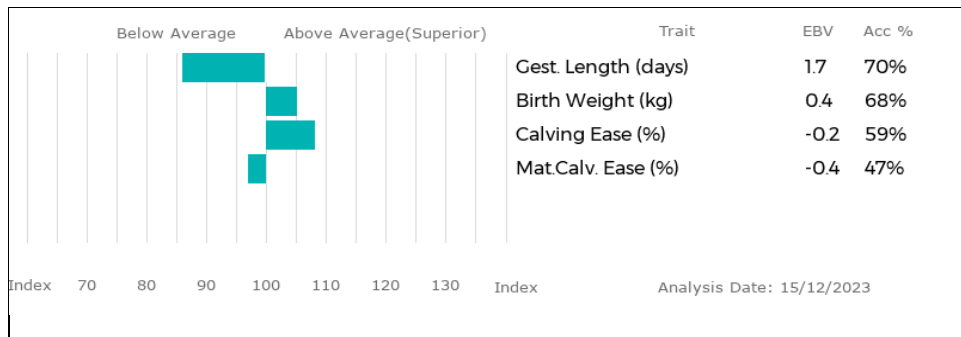 Below Average Above Average(Superior) Trait EBV Acc %
Gest. Length (days) 1.7 70%
Birth Weight (kg) 0.4 68%
Calving Ease (%) -0.2 59%
Mat.Calv. Ease (%) -0.4 47%
Index 70 80 90 100 110 120 130 Index Analysis Date: 15/12/2023